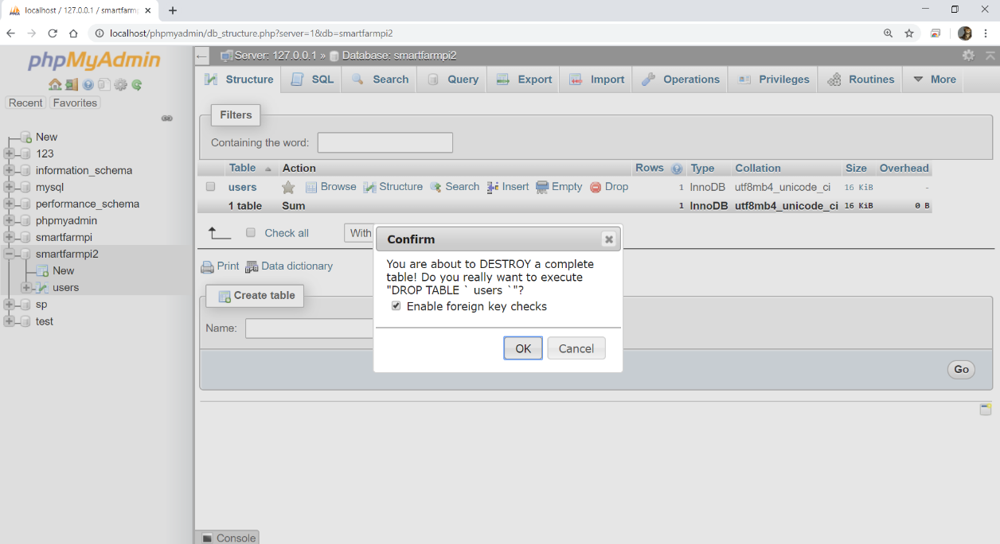 localhost / 127.0.0.1 / smartfarmp
localhost/phpmyadmin/db_structure.php?server=1&db=smartfarmpi2
phpMyAdmin
Recent Favorites
New
123
information_schema
mysql
performance_schema
phpmyadmin
smartfarmpi
smartfarmpi2
New
users
sp
test
Server: 127.0.0.1 » Database: smartfarmpi2
Structure SQL Search Query Export Import Operations Privileges Routines More
Filters
Containing the word:
Table Action Rows Type Collation Size Overhead
users Browse Structure Search Insert Empty Drop 1 InnoDB utf8mb4_unicode_ci 16 KiB -
1 table Sum 1 InnoDB utf8mb4_unicode_ci 16 KiB 0 B
Check all With
Print Data dictionary
Create table
Name:
Go
Confirm
You are about to DESTROY a complete
table! Do you really want to execute
"DROP TABLE ` users `"?
Enable foreign key checks
OK Cancel
Console